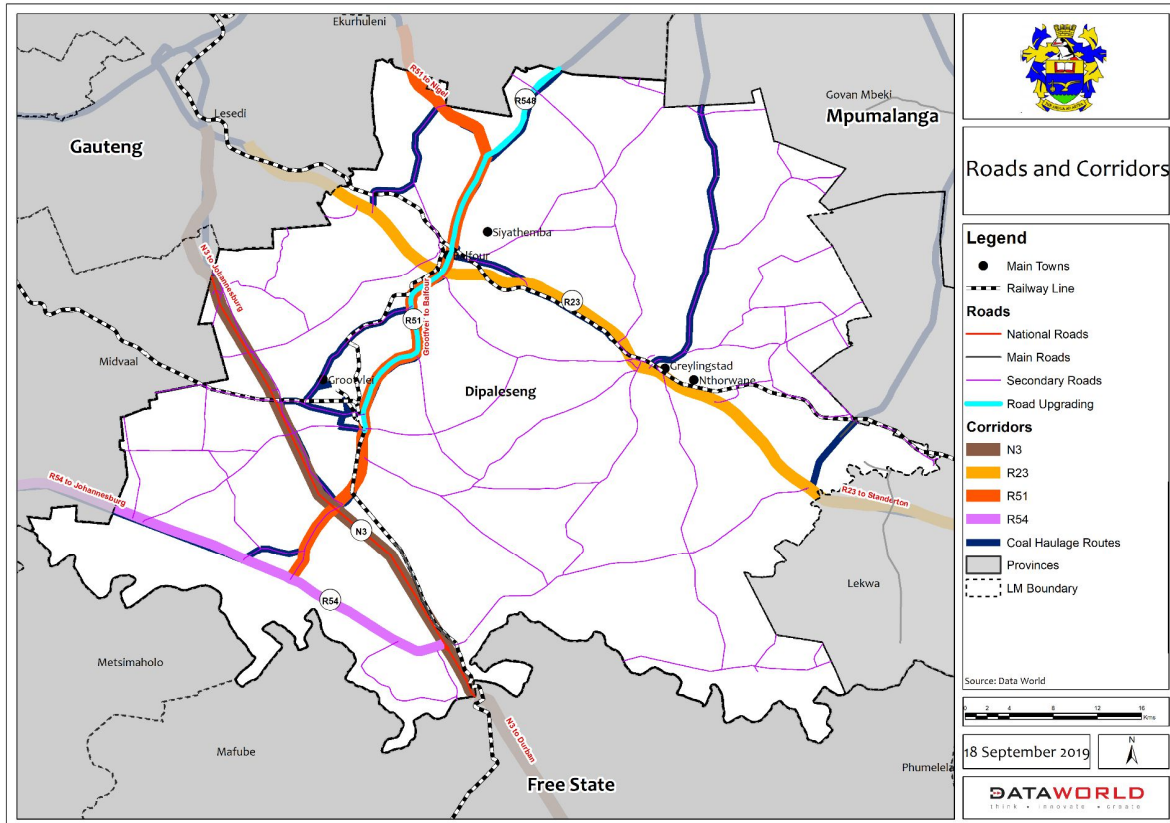 Ekurhuleni
R51 to Nigel
R548
Govan Mbeki
Lesedi
Mpumalanga
Gauteng
Siyathemba
lfour
N3 to Johannesburg
R23
R51
Grootvei to Balfour
Midvaal
Greylingstad
Grootvlei
Nthorwane
Dipaleseng
R54 to Johannesburg
R23 to Standerton
N3
Lekwa
R54
Metsimaholo
N3 to Durban
Mafube
Free State
Phumelela
Roads and Corridors
Legend
Main Towns
Railway Line
Roads
National Roads
Main Roads
Secondary Roads
Road Upgrading
Corridors
N3
R23
R51
R54
Coal Haulage Routes
Provinces
LM Boundary
Source: Data World
0 2 4 8 12 16
Kms
18 September 2019
N
DATAWORLD
think • innovate • create